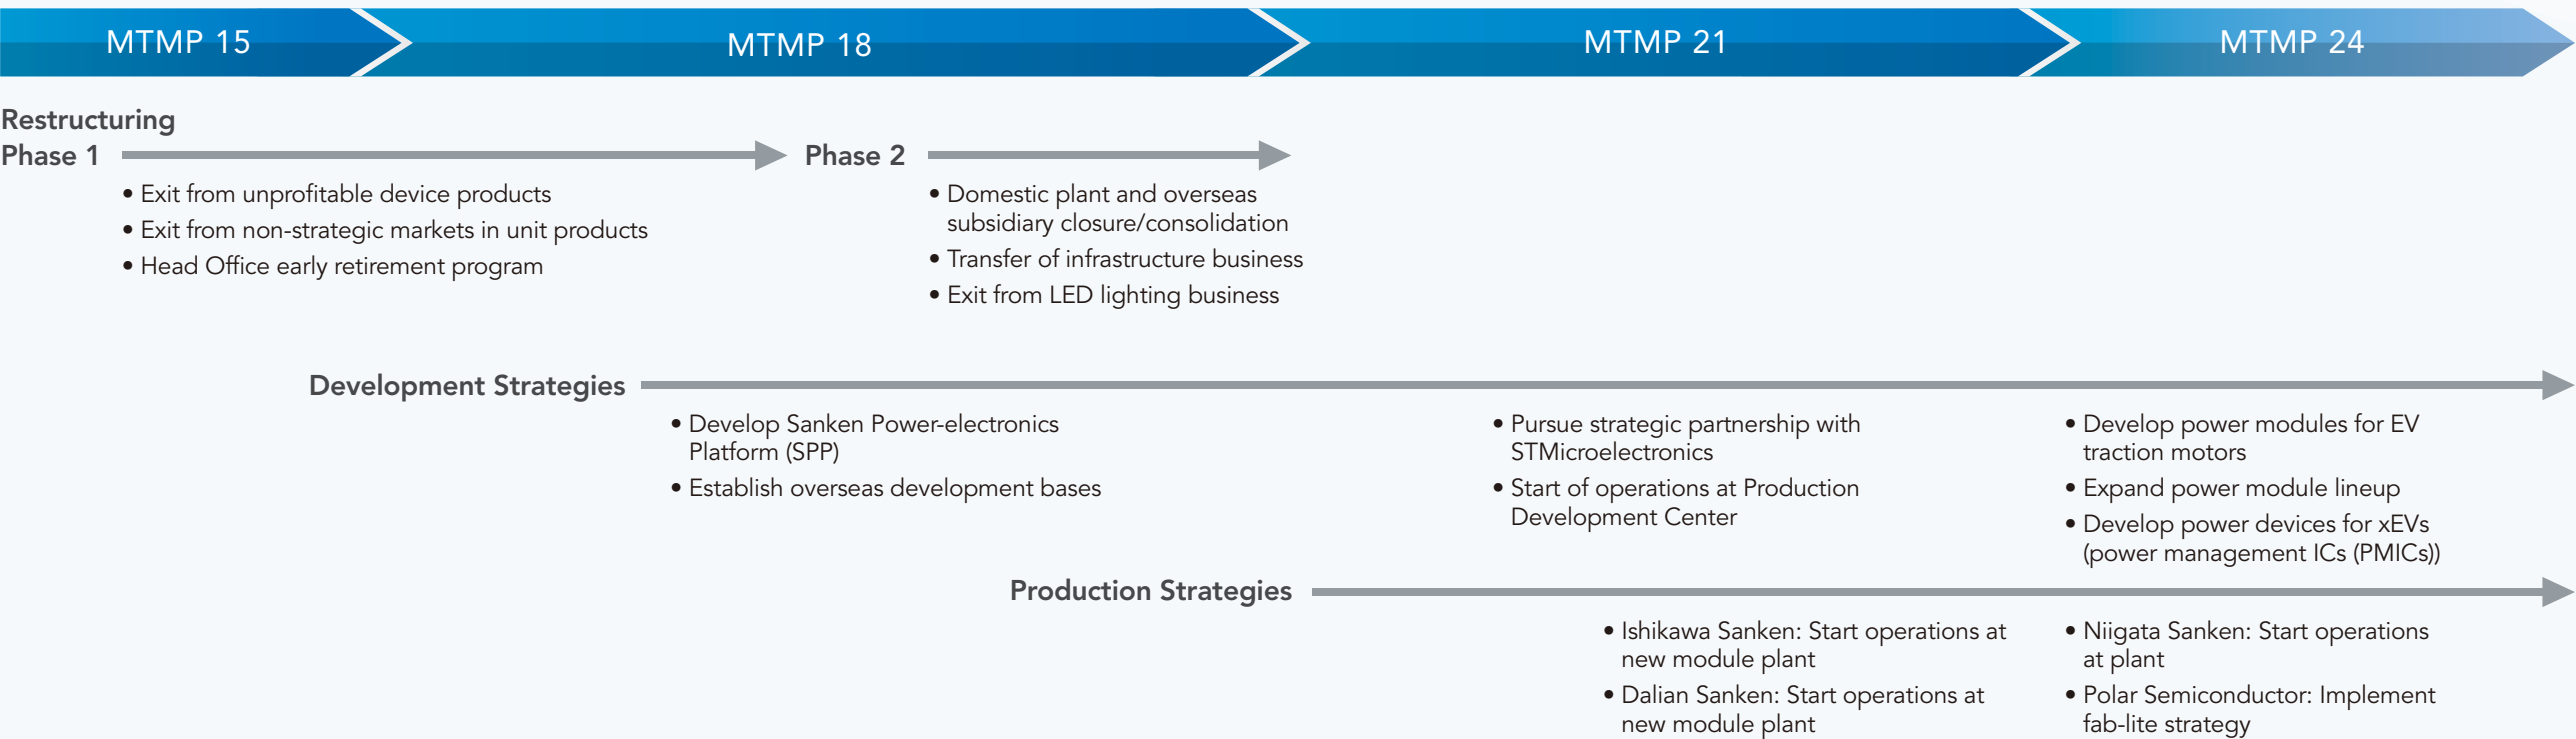 MTMP 15
MTMP 18
MTMP 21
MTMP 24
Restructuring
Phase 1
• Exit from unprofitable device products
• Exit from non-strategic markets in unit products
• Head Office early retirement program
Phase 2
• Domestic plant and overseas
subsidiary closure/consolidation
• Transfer of infrastructure business
• Exit from LED lighting business
Development Strategies
• Develop Sanken Power-electronics
Platform (SPP)
• Establish overseas development bases
• Pursue strategic partnership with
STMicroelectronics
• Start of operations at Production
Development Center
• Develop power modules for EV
traction motors
• Expand power module lineup
• Develop power devices for xEVs
(power management ICs (PMICs))
Production Strategies
• Ishikawa Sanken: Start operations at
new module plant
• Dalian Sanken: Start operations at
new module plant
• Niigata Sanken: Start operations
at plant
• Polar Semiconductor: Implement
fab-lite strategy